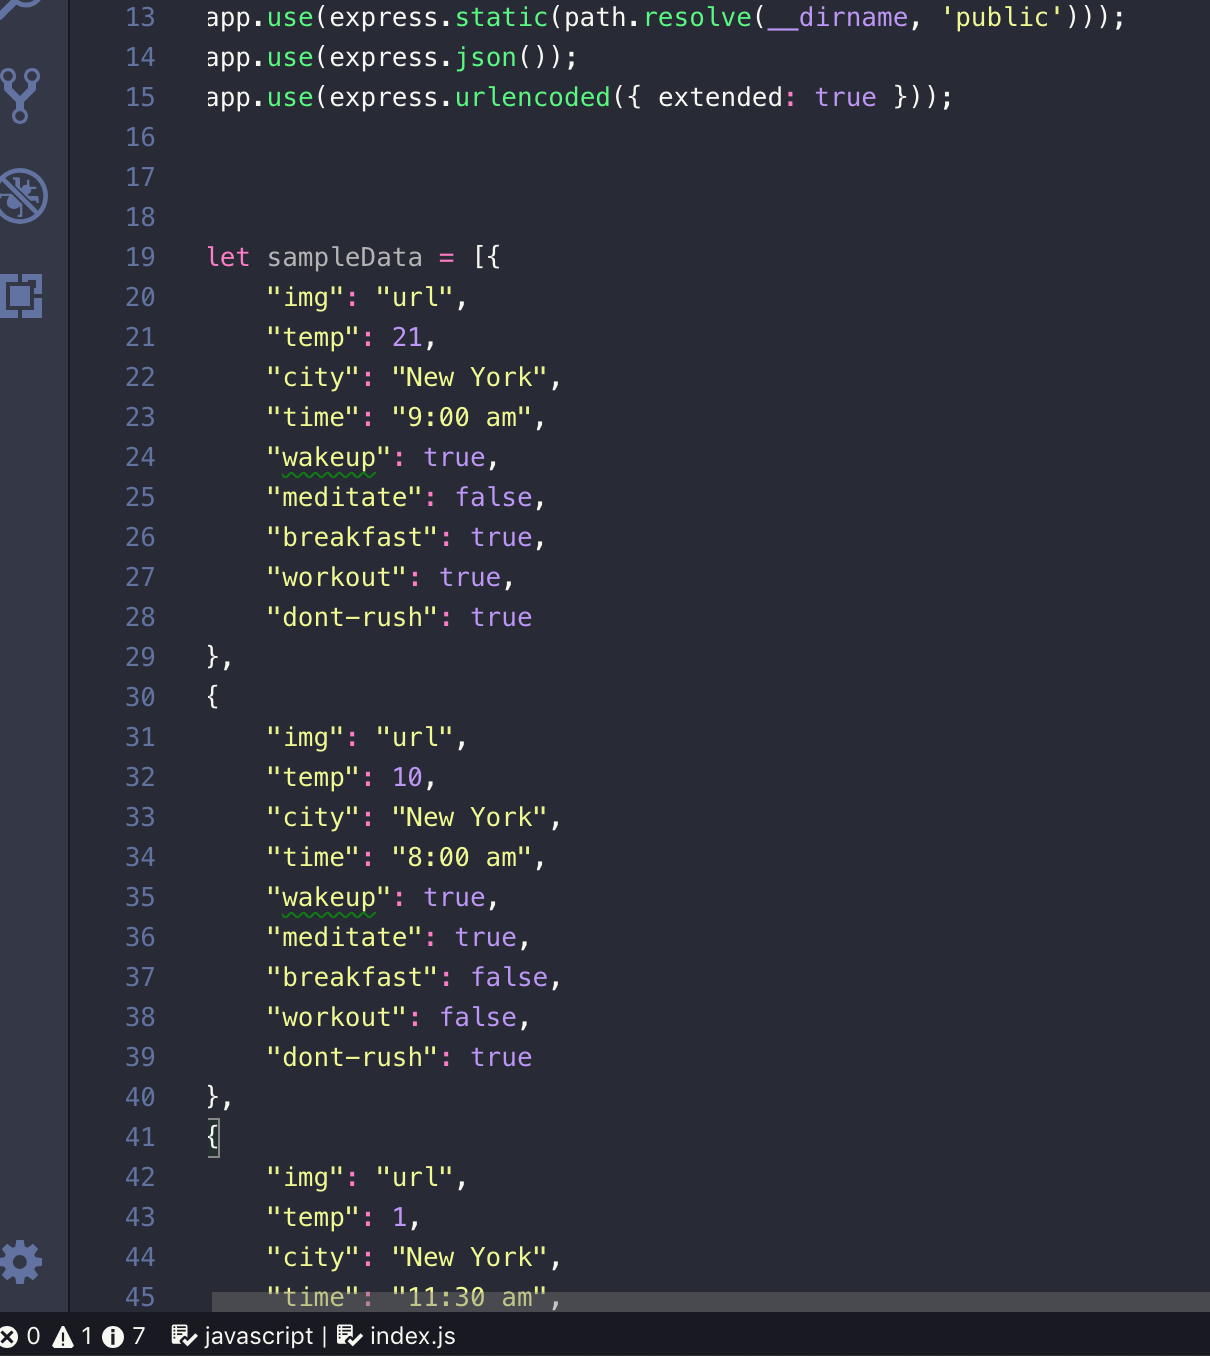 13 app.use(express.static(path.resolve(__dirname, 'public')));
14 app.use(express.json());
15 app.use(express.urlencoded({ extended: true }));
16
17
18
19 let sampleData = [{
20 "img": "url",
21 "temp": 21,
22 "city": "New York",
23 "time": "9:00 am",
24 "wakeup": true,
25 "meditate": false,
26 "breakfast": true,
27 "workout": true,
28 "dont-rush": true
29 },
30 {
31 "img": "url",
32 "temp": 10,
33 "city": "New York",
34 "time": "8:00 am",
35 "wakeup": true,
36 "meditate": true,
37 "breakfast": false,
38 "workout": false,
39 "dont-rush": true
40 },
41 {
42 "img": "url",
43 "temp": 1,
44 "city": "New York",
45 "time": "11:30 am",
0 1 7 javascript | index.js